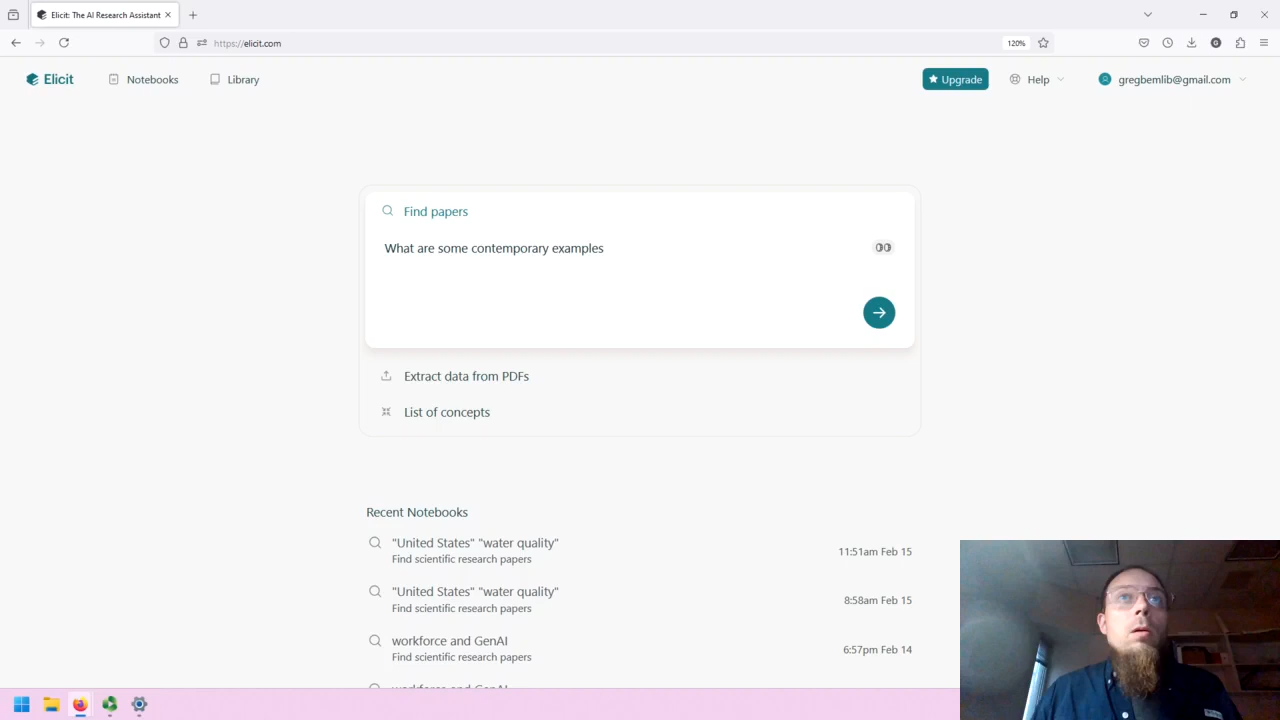 Elicit: The AI Research Assistant
https://elicit.com
120%
Elicit
Notebooks
Library
Upgrade
Help
gregbemlib@gmail.com
Find papers
What are some contemporary examples
Extract data from PDFs
List of concepts
Recent Notebooks
"United States" "water quality"
Find scientific research papers
11:51am Feb 15
"United States" "water quality"
Find scientific research papers
8:58am Feb 15
workforce and GenAI
Find scientific research papers
6:57pm Feb 14
workforce and GenAI